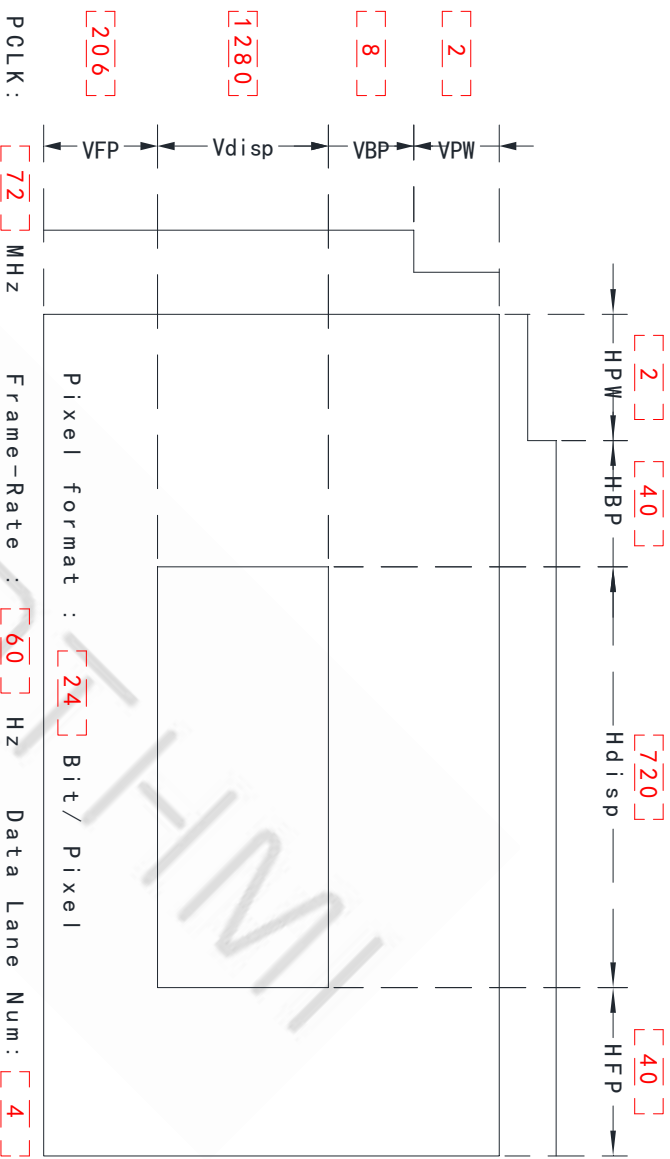 [2] [40] [720] [40]
HPW HBP Hdisp HFP
[2] VPW
[8] VBP
[1280] Vdisp
[206] VFP
Pixel format : [24] Bit/ Pixel
PCLK: [72] MHz Frame-Rate : [60] Hz Data Lane Num: [4]